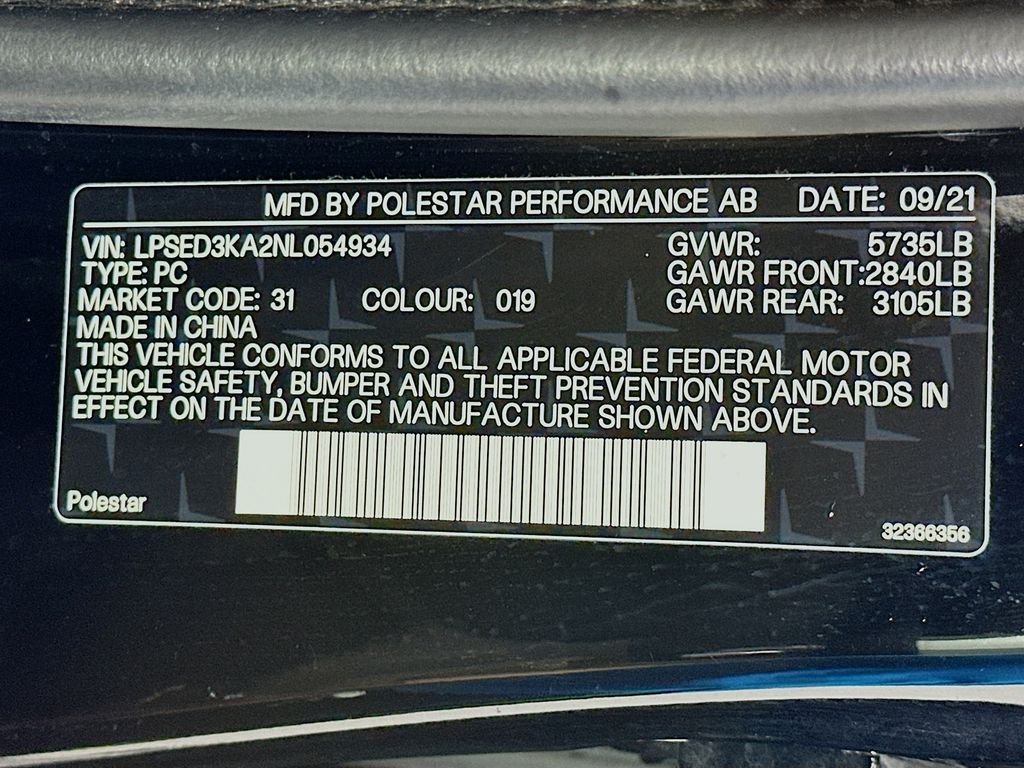 MFD BY POLESTAR PERFORMANCE AB DATE: 09/21
VIN: LPSED3KA2NL054934 GVWR: 5735LB
TYPE: PC GAWR FRONT:2840LB
MARKET CODE: 31 COLOUR: 019 GAWR REAR: 3105LB
MADE IN CHINA
THIS VEHICLE CONFORMS TO ALL APPLICABLE FEDERAL MOTOR
VEHICLE SAFETY, BUMPER AND THEFT PREVENTION STANDARDS IN
EFFECT ON THE DATE OF MANUFACTURE SHOWN ABOVE.
Polestar 32366356